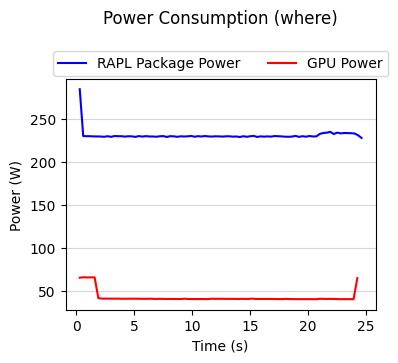 Power Consumption (where)
RAPL Package Power GPU Power
Power (W)
250
200
150
100
50
0 5 10 15 20 25
Time (s)